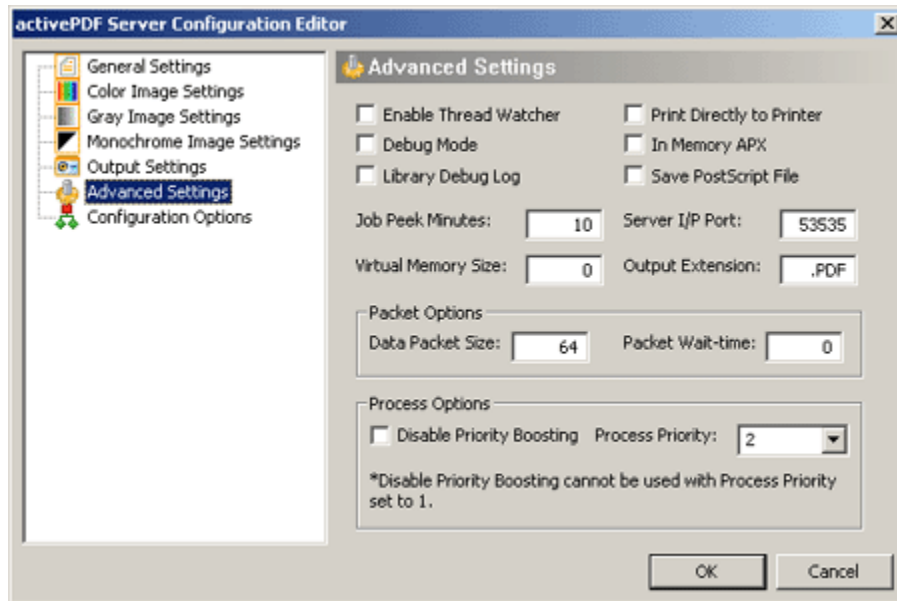 activePDF Server Configuration Editor
General Settings
Color Image Settings
Gray Image Settings
Monochrome Image Settings
Output Settings
Advanced Settings
Configuration Options
Advanced Settings
Enable Thread Watcher
Print Directly to Printer
Debug Mode
In Memory APX
Library Debug Log
Save PostScript File
Job Peek Minutes: 10
Server I/P Port: 53535
Virtual Memory Size: 0
Output Extension: .PDF
Packet Options
Data Packet Size: 64
Packet Wait-time: 0
Process Options
Disable Priority Boosting
Process Priority: 2
*Disable Priority Boosting cannot be used with Process Priority
set to 1.
OK
Cancel